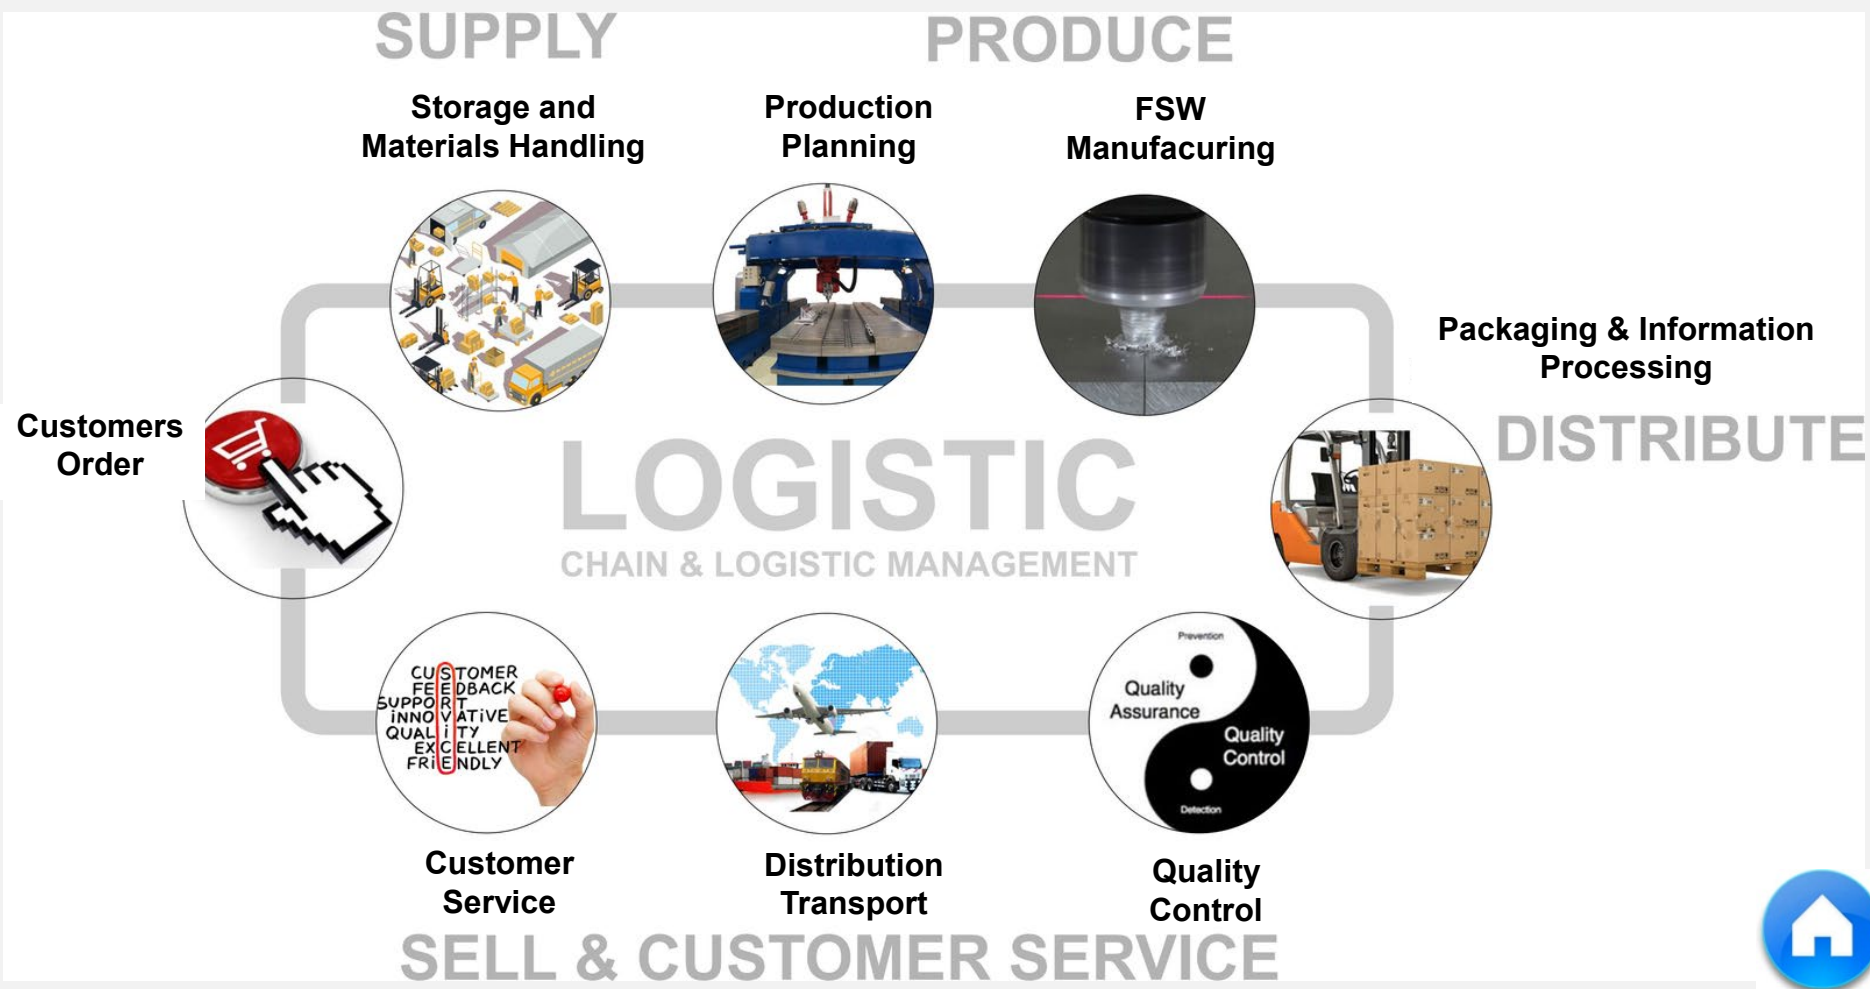 SUPPLY
PRODUCE
Storage and
Materials Handling
Production
Planning
FSW
Manufacuring
Packaging & Information
Processing
DISTRIBUTE
Customers
Order
LOGISTIC
CHAIN & LOGISTIC MANAGEMENT
CUSTOMER
FEEDBACK
SUPPORT
iNNOVATiVE
QUALiTY
EXCELLENT
FRiENDLY
Prevention
Quality
Assurance
Quality
Control
Detection
Customer
Service
Distribution
Transport
Quality
Control
SELL & CUSTOMER SERVICE